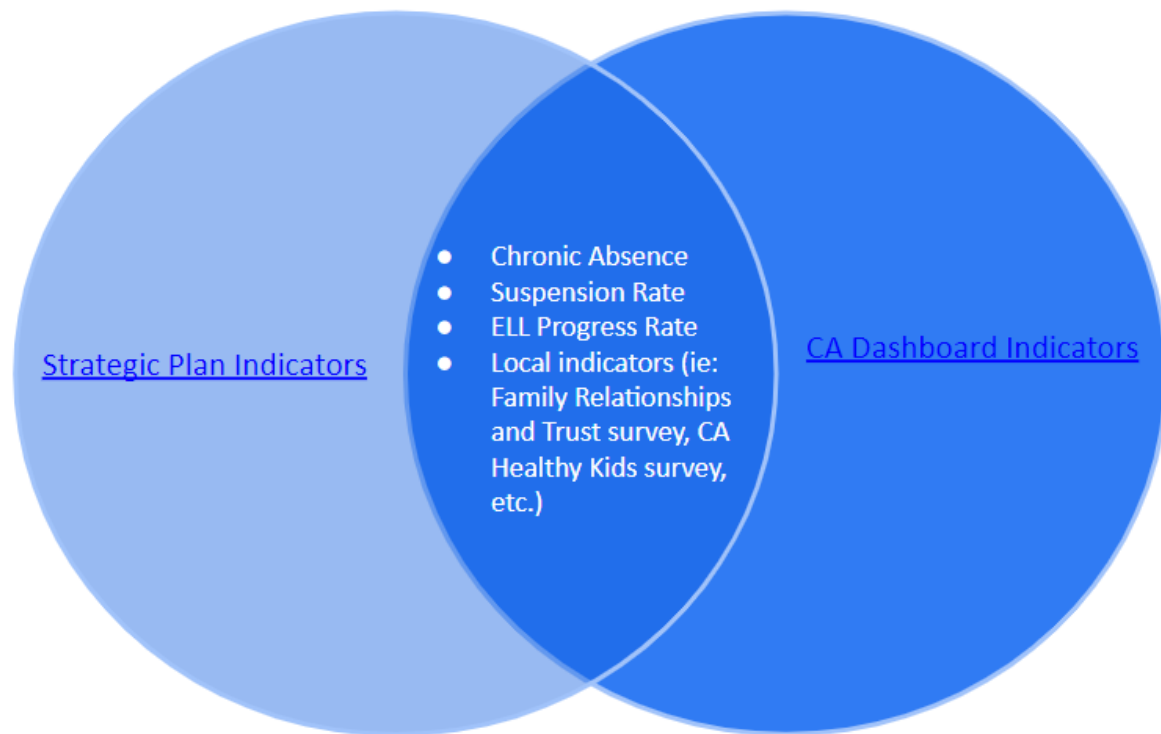 Strategic Plan Indicators
● Chronic Absence
● Suspension Rate
● ELL Progress Rate
● Local indicators (ie:
Family Relationships
and Trust survey, CA
Healthy Kids survey,
etc.)
CA Dashboard Indicators